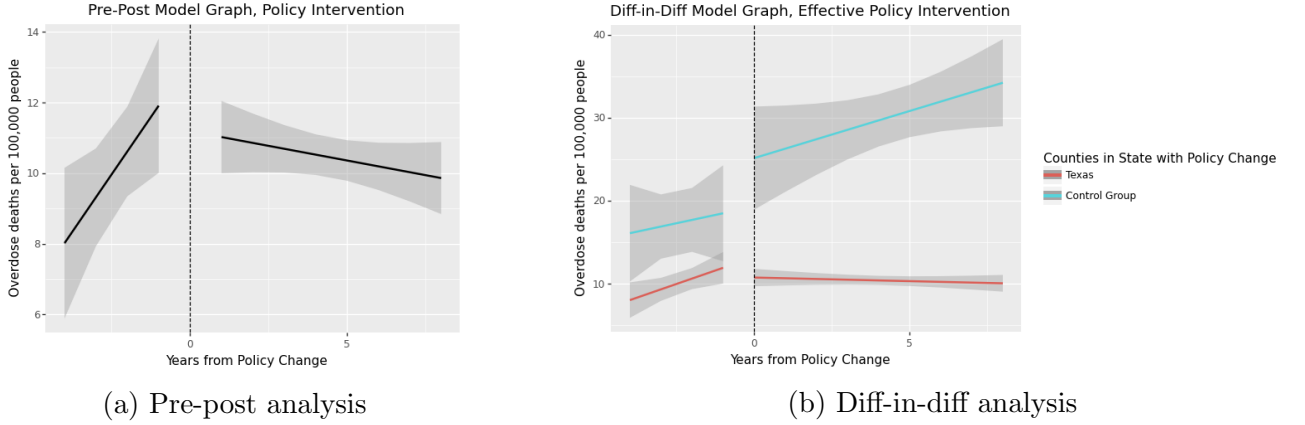 Pre-Post Model Graph, Policy Intervention
14
12
10
8
6
Overdose deaths per 100,000 people
0
5
Years from Policy Change
(a) Pre-post analysis
Diff-in-Diff Model Graph, Effective Policy Intervention
40
30
20
10
Overdose deaths per 100,000 people
0
5
Years from Policy Change
Counties in State with Policy Change
Texas
Control Group
(b) Diff-in-diff analysis